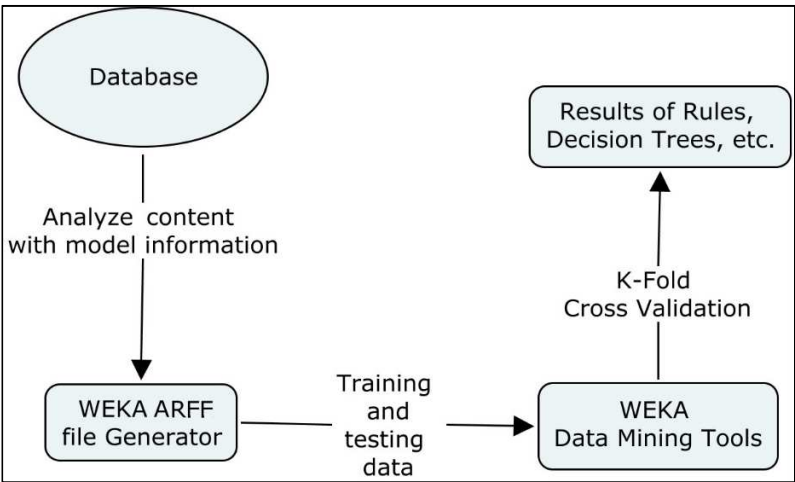 Database
Analyze content
with model information
WEKA ARFF
file Generator
Training
and
testing
data
WEKA
Data Mining Tools
K-Fold
Cross Validation
Results of Rules,
Decision Trees, etc.